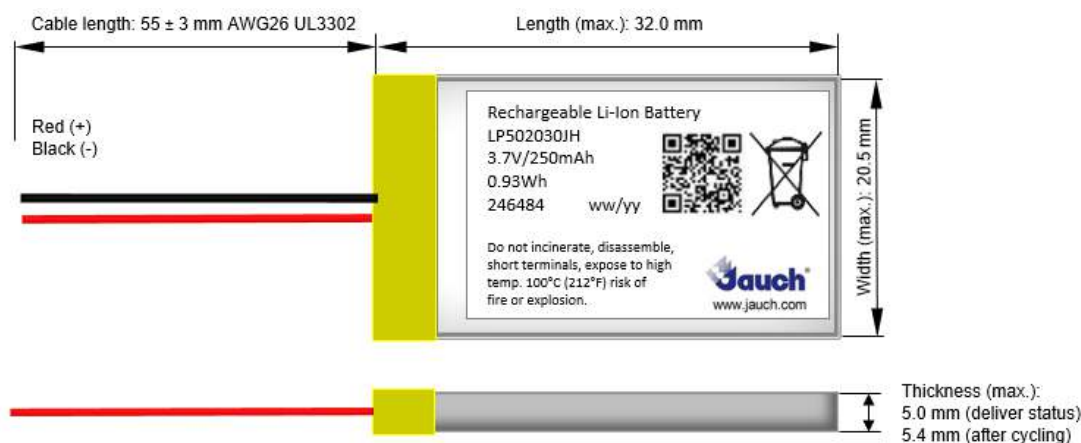 Cable length: 55 ± 3 mm AWG26 UL3302
Length (max.): 32.0 mm
Red (+)
Black (-)
Rechargeable Li-Ion Battery
LP502030JH
3.7V/250mAh
0.93Wh
246484 ww/yy
Do not incinerate, disassemble,
short terminals, expose to high
temp. 100°C (212°F) risk of
fire or explosion.
Jauch®
www.jauch.com
Width (max.): 20.5 mm
Thickness (max.):
5.0 mm (deliver status)
5.4 mm (after cycling)